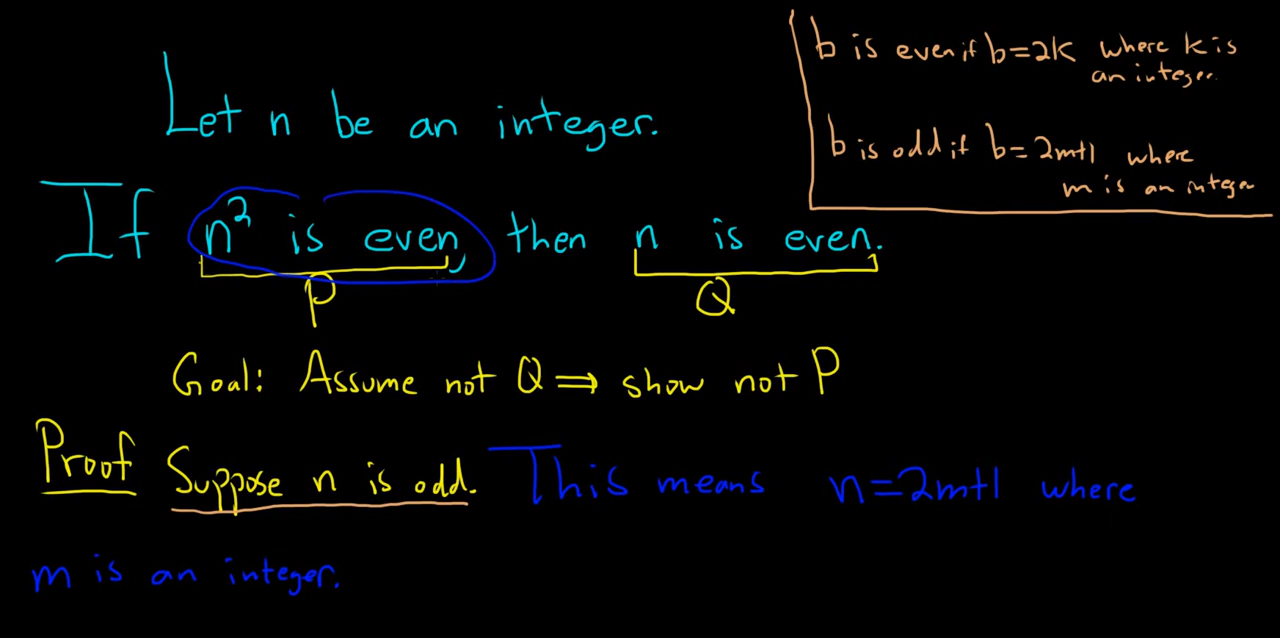 b is even if b=2k where k is
an integer.
Let n be an integer.
b is odd if b=2m+1 where
m is an integer
If n² is even, then n is even.
P Q
Goal: Assume not Q ⟹ show not P
Proof Suppose n is odd. This means n=2m+1 where
m is an integer.